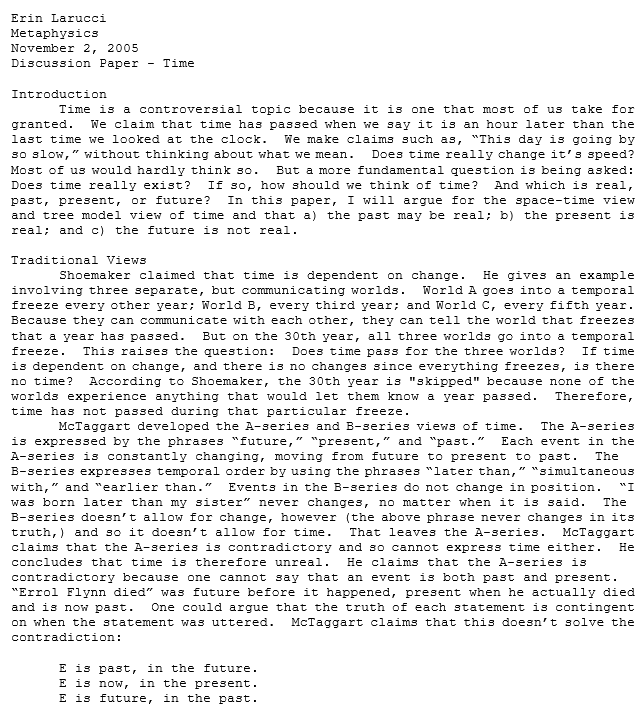 Erin Larucci
Metaphysics
November 2, 2005
Discussion Paper – Time
Introduction
Time is a controversial topic because it is one that most of us take for
granted.  We claim that time has passed when we say it is an hour later than the
last time we looked at the clock.  We make claims such as, “This day is going by
so slow,” without thinking about what we mean.  Does time really change it’s speed?
Most of us would hardly think so.  But a more fundamental question is being asked:
Does time really exist?  If so, how should we think of time?  And which is real,
past, present, or future?  In this paper, I will argue for the space-time view
and tree model view of time and that a) the past may be real; b) the present is
real; and c) the future is not real.
Traditional Views
Shoemaker claimed that time is dependent on change.  He gives an example
involving three separate, but communicating worlds.  World A goes into a temporal
freeze every other year; World B, every third year; and World C, every fifth year.
Because they can communicate with each other, they can tell the world that freezes
that a year has passed.  But on the 30th year, all three worlds go into a temporal
freeze.  This raises the question:  Does time pass for the three worlds?  If time
is dependent on change, and there is no changes since everything freezes, is there
no time?  According to Shoemaker, the 30th year is "skipped" because none of the
worlds experience anything that would let them know a year passed.  Therefore,
time has not passed during that particular freeze.
McTaggart developed the A-series and B-series views of time.  The A-series
is expressed by the phrases “future,” “present,” and “past.”  Each event in the
A-series is constantly changing, moving from future to present to past.  The
B-series expresses temporal order by using the phrases “later than,” “simultaneous
with,” and “earlier than.”  Events in the B-series do not change in position.  “I
was born later than my sister” never changes, no matter when it is said.  The
B-series doesn’t allow for change, however (the above phrase never changes in its
truth,) and so it doesn’t allow for time.  That leaves the A-series.  McTaggart
claims that the A-series is contradictory and so cannot express time either.  He
concludes that time is therefore unreal.  He claims that the A-series is
contradictory because one cannot say that an event is both past and present.
“Errol Flynn died” was future before it happened, present when he actually died
and is now past.  One could argue that the truth of each statement is contingent
on when the statement was uttered.  McTaggart claims that this doesn’t solve the
contradiction:
E is past, in the future.
E is now, in the present.
E is future, in the past.